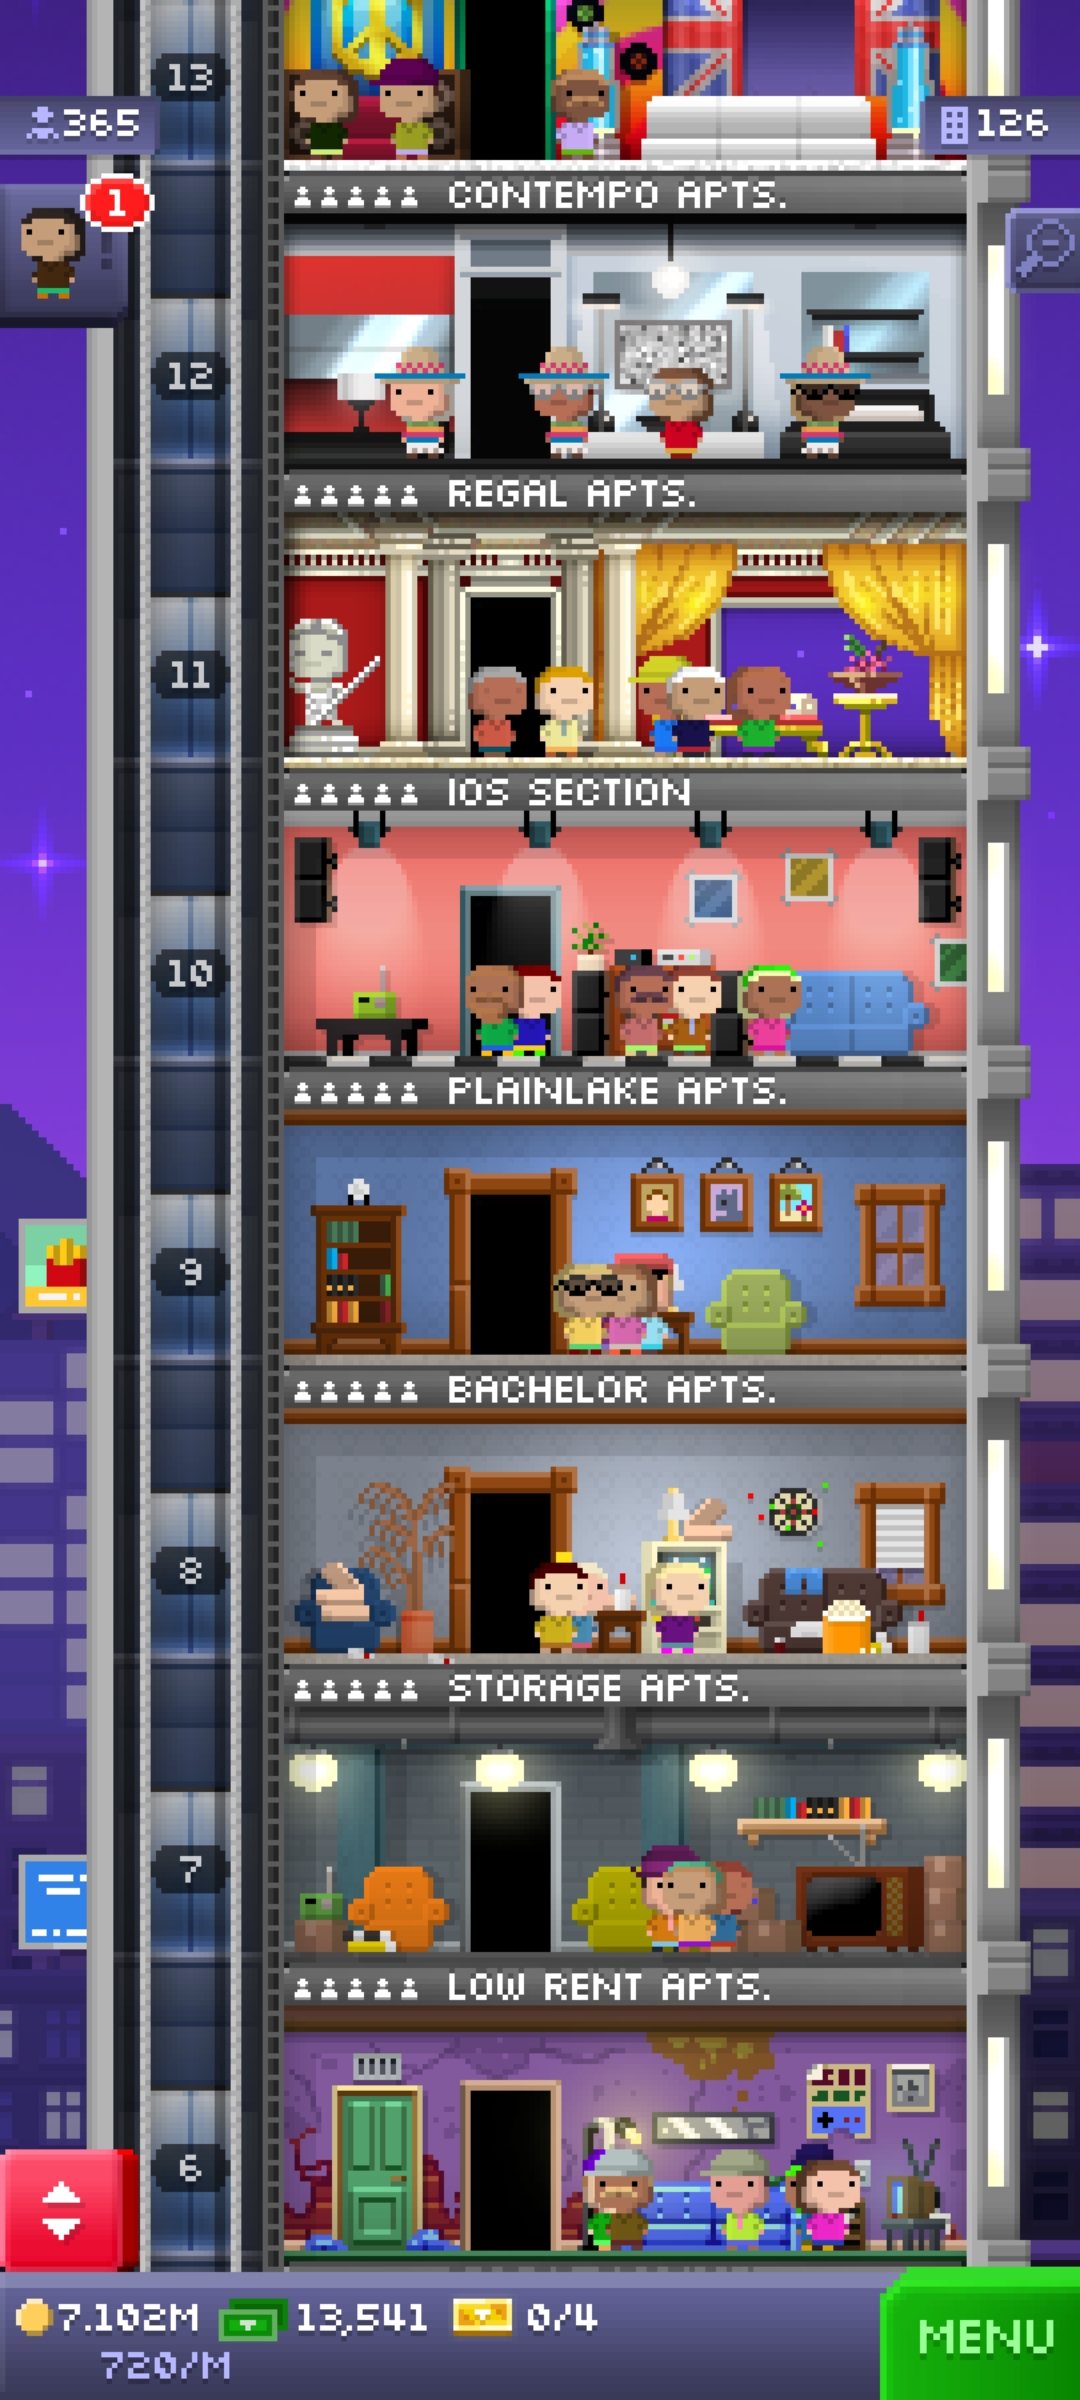 13
365
126
1
CONTEMPO APTS.
12
REGAL APTS.
11
IOS SECTION
10
PLAINLAKE APTS.
9
BACHELOR APTS.
8
STORAGE APTS.
7
LOW RENT APTS.
6
7.102M 13,541 0/4
720/M
MENU